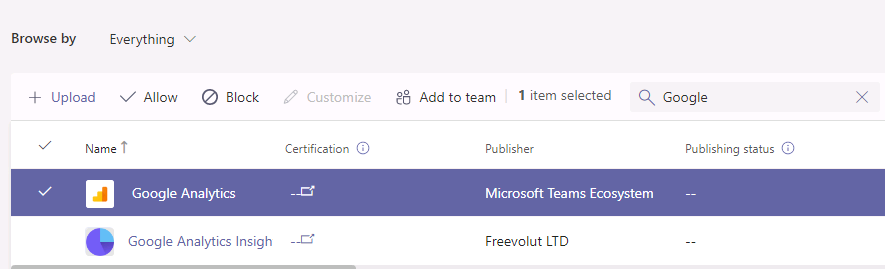 Browse by Everything
Upload Allow Block Customize Add to team 1 item selected Google
Name Certification Publisher Publishing status
Google Analytics -- Microsoft Teams Ecosystem --
Google Analytics Insigh -- Freevolut LTD --